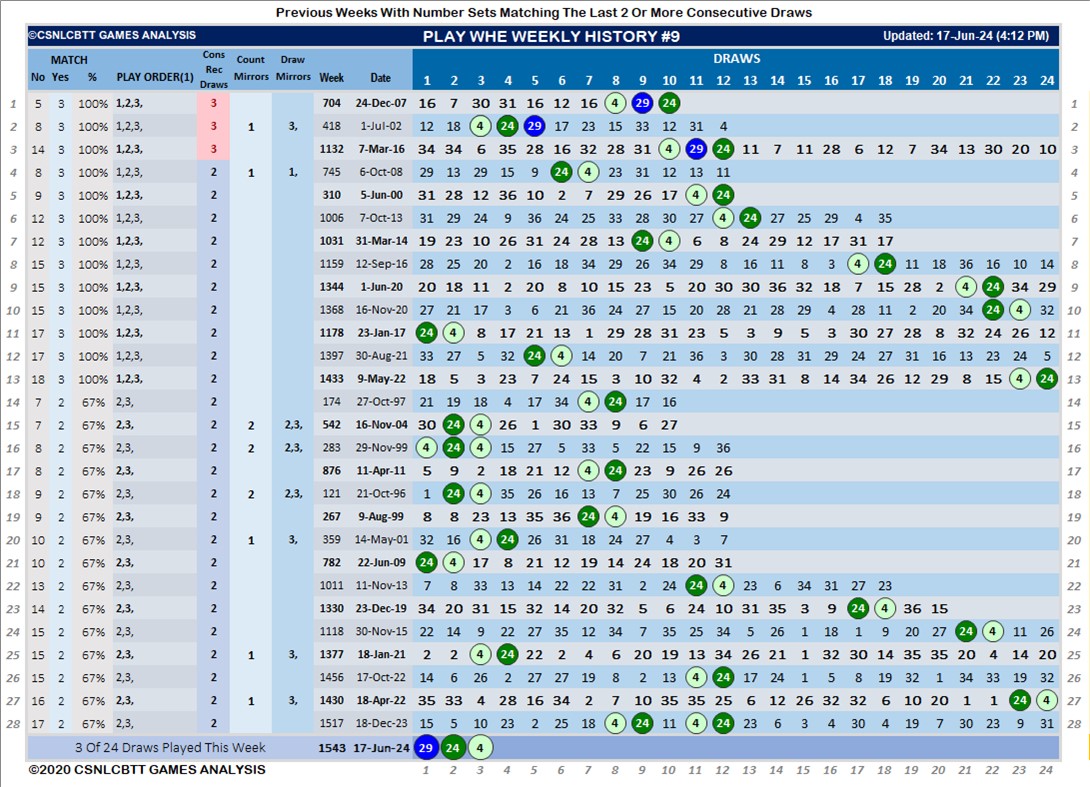 Previous Weeks With Number Sets Matching The Last 2 Or More Consecutive Draws
©CSNLCBTT GAMES ANALYSIS PLAY WHE WEEKLY HISTORY #9 Updated: 17-Jun-24 (4:12 PM)
MATCH Cons Rec Draws Count Mirrors Draw Mirrors DRAWS
No Yes % PLAY ORDER(1) Week Date 1 2 3 4 5 6 7 8 9 10 11 12 13 14 15 16 17 18 19 20 21 22 23 24
1 5 3 100% 1,2,3, 3 704 24-Dec-07 16 7 30 31 16 12 16 4 29 24 1
2 8 3 100% 1,2,3, 3 1 3, 418 1-Jul-02 12 18 4 24 29 17 23 15 33 12 31 4 2
3 14 3 100% 1,2,3, 3 1132 7-Mar-16 34 34 6 35 28 16 32 28 31 4 29 24 11 7 11 28 6 12 7 34 13 30 20 10 3
4 8 3 100% 1,2,3, 2 1 1, 745 6-Oct-08 29 13 29 15 9 24 4 23 31 12 13 11 4
5 9 3 100% 1,2,3, 2 310 5-Jun-00 31 28 12 36 10 2 7 29 26 17 4 24 5
6 12 3 100% 1,2,3, 2 1006 7-Oct-13 31 29 24 9 36 24 25 33 28 30 27 4 24 27 25 29 4 35 6
7 12 3 100% 1,2,3, 2 1031 31-Mar-14 19 23 10 26 31 24 28 13 24 4 6 8 24 29 12 17 31 17 7
8 15 3 100% 1,2,3, 2 1159 12-Sep-16 28 25 20 2 16 18 34 29 26 34 29 8 16 11 8 3 4 24 11 18 36 16 10 14 8
9 15 3 100% 1,2,3, 2 1344 1-Jun-20 20 18 11 2 20 8 10 15 23 5 20 30 30 36 32 18 7 15 28 2 4 24 34 29 9
10 15 3 100% 1,2,3, 2 1368 16-Nov-20 27 21 17 3 6 21 36 24 27 15 20 28 21 28 29 4 28 11 2 20 34 24 4 32 10
11 17 3 100% 1,2,3, 2 1178 23-Jan-17 24 4 8 17 21 13 1 29 28 31 23 5 3 9 5 3 30 27 28 8 32 24 26 12 11
12 17 3 100% 1,2,3, 2 1397 30-Aug-21 33 27 5 32 24 4 14 20 7 21 36 3 30 28 31 29 24 27 31 16 13 23 24 5 12
13 18 3 100% 1,2,3, 2 1433 9-May-22 18 5 3 23 7 24 15 3 10 32 4 2 33 31 8 14 34 26 12 29 8 15 4 24 13
14 7 2 67% 2,3, 2 174 27-Oct-97 21 19 18 4 17 34 4 24 17 16 14
15 7 2 67% 2,3, 2 2 2,3, 542 16-Nov-04 30 24 4 26 1 30 33 9 6 27 15
16 8 2 67% 2,3, 2 2 2,3, 283 29-Nov-99 4 24 4 15 27 5 33 5 22 15 9 36 16
17 8 2 67% 2,3, 2 876 11-Apr-11 5 9 2 18 21 12 4 24 23 9 26 26 17
18 9 2 67% 2,3, 2 2 2,3, 121 21-Oct-96 1 24 4 35 26 16 13 7 25 30 26 24 18
19 9 2 67% 2,3, 2 267 9-Aug-99 8 8 23 13 35 36 24 4 19 16 33 9 19
20 10 2 67% 2,3, 2 1 3, 359 14-May-01 32 16 4 24 26 31 18 24 27 4 3 7 20
21 10 2 67% 2,3, 2 782 22-Jun-09 24 4 17 8 21 12 19 14 24 18 20 31 21
22 13 2 67% 2,3, 2 1011 11-Nov-13 7 8 33 13 14 22 22 31 2 24 24 4 23 6 34 31 27 23 22
23 14 2 67% 2,3, 2 1330 23-Dec-19 34 20 31 15 32 14 20 32 5 6 24 10 31 35 3 9 24 4 36 15 23
24 15 2 67% 2,3, 2 1118 30-Nov-15 22 14 9 22 27 35 12 34 7 35 25 34 5 26 1 18 1 9 20 27 24 4 11 26 24
25 15 2 67% 2,3, 2 1 3, 1377 18-Jan-21 2 2 4 24 22 2 4 6 20 19 13 34 26 21 1 32 30 14 35 35 20 4 14 20 25
26 15 2 67% 2,3, 2 1456 17-Oct-22 14 6 26 2 27 27 19 8 2 13 4 24 17 24 1 5 8 19 32 1 34 33 19 32 26
27 16 2 67% 2,3, 2 1 3, 1430 18-Apr-22 35 33 4 28 16 34 2 7 10 35 35 25 6 12 26 32 32 6 10 20 1 1 24 4 27
28 17 2 67% 2,3, 2 1517 18-Dec-23 15 5 10 23 2 25 18 4 24 11 4 24 23 6 3 4 30 4 19 7 30 23 9 31 28
3 Of 24 Draws Played This Week 1543 17-Jun-24 29 24 4
©2020 CSNLCBTT GAMES ANALYSIS 1 2 3 4 5 6 7 8 9 10 11 12 13 14 15 16 17 18 19 20 21 22 23 24